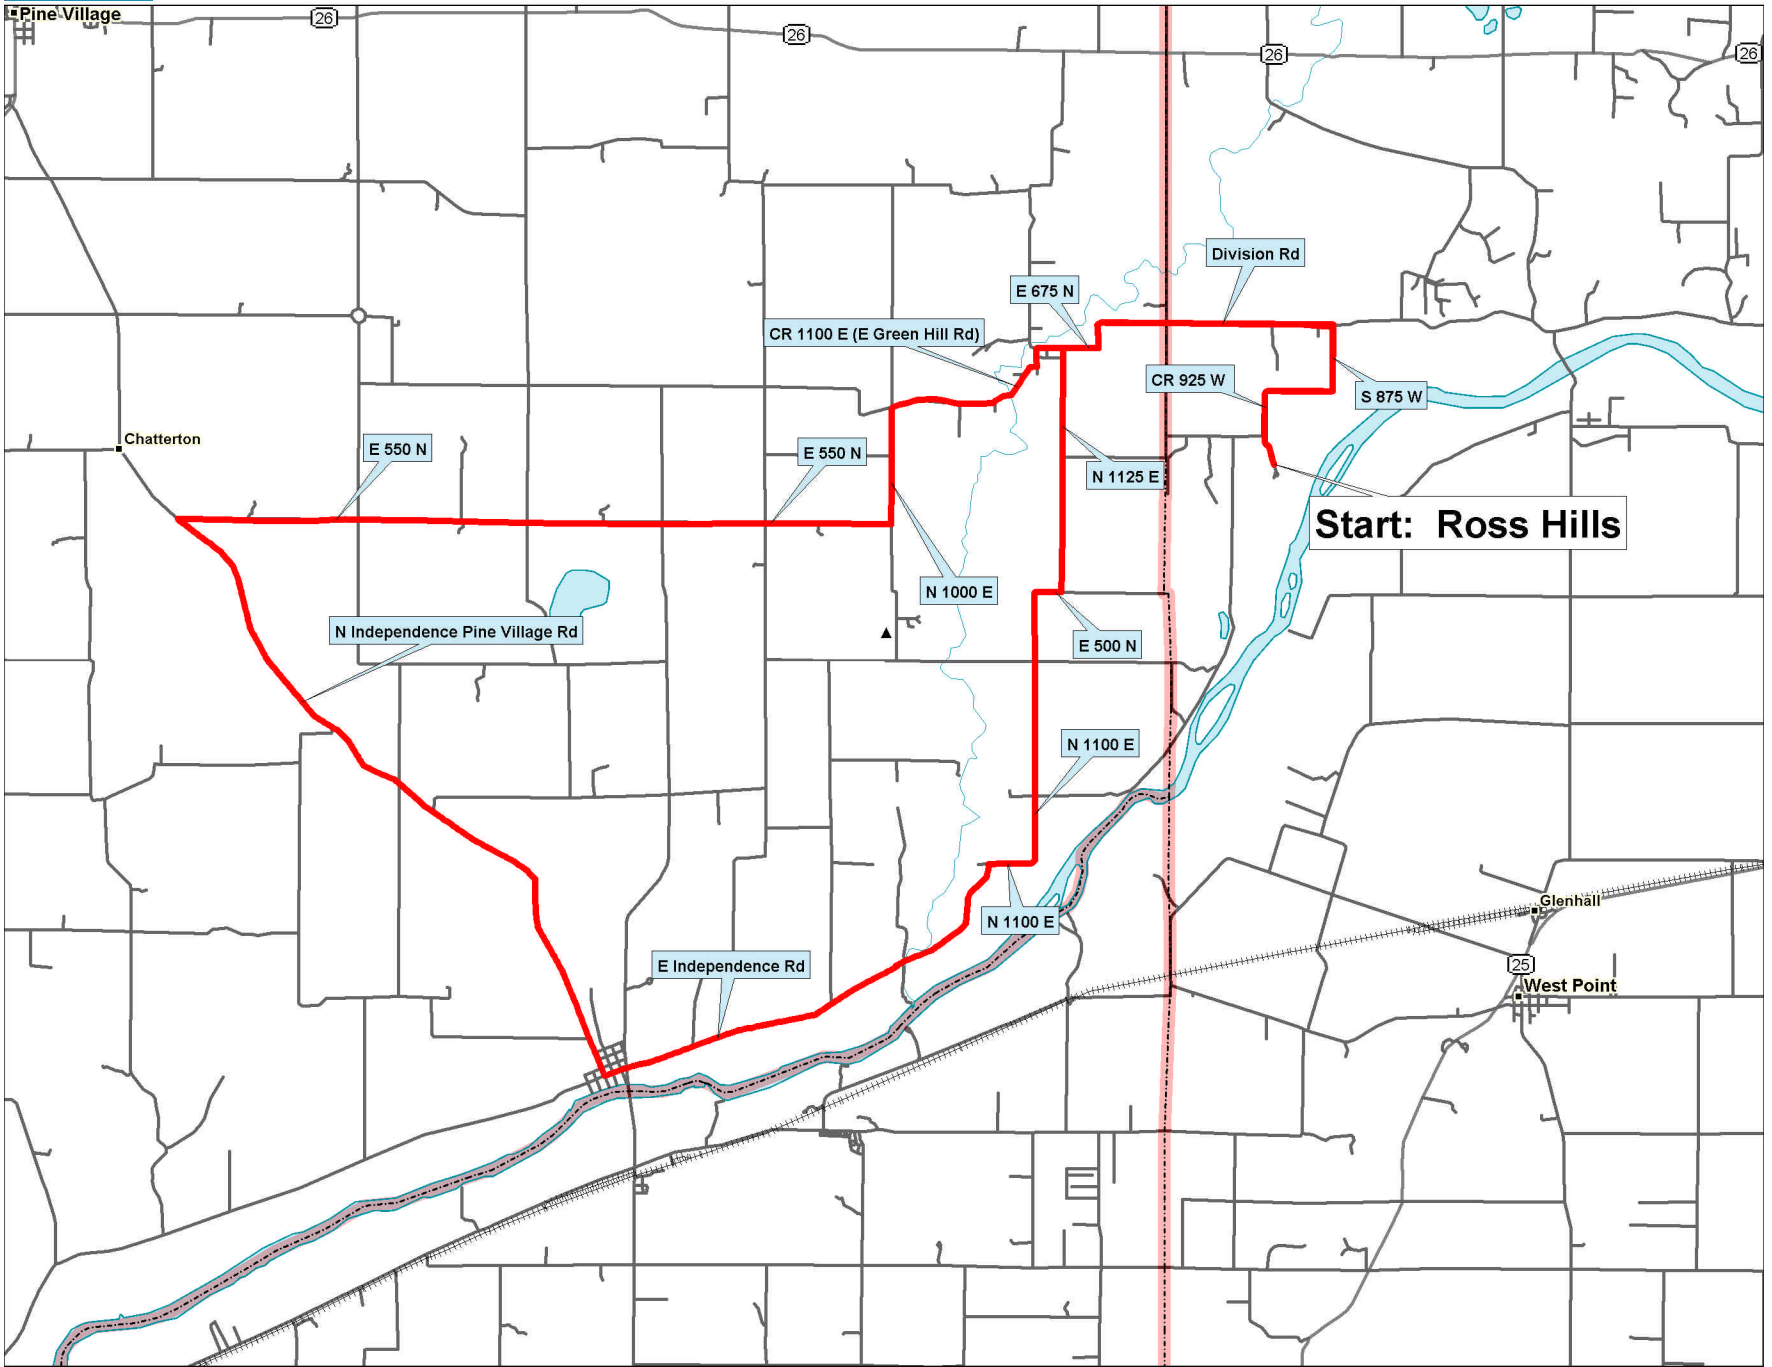 Pine Village
26
26
26
26
Division Rd
E 675 N
CR 1100 E (E Green Hill Rd)
CR 925 W
S 875 W
Chatterton
E 550 N
E 550 N
N 1125 E
Start: Ross Hills
N 1000 E
N Independence Pine Village Rd
E 500 N
N 1100 E
Glenhall
N 1100 E
E Independence Rd
25
West Point